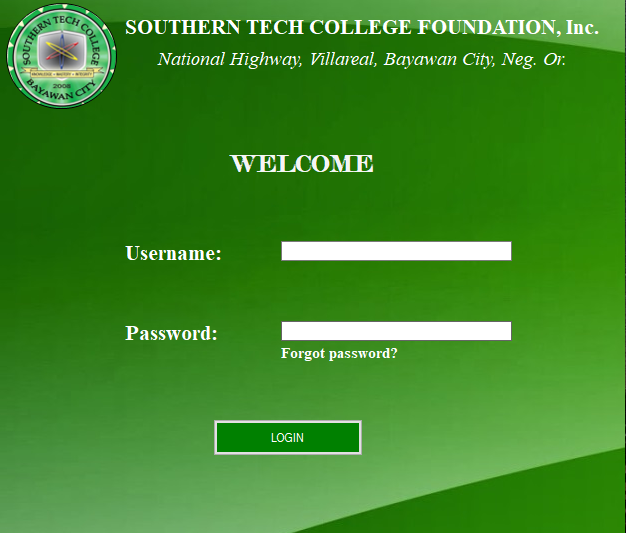 SOUTHERN TECH COLLEGE FOUNDATION, Inc.
National Highway, Villareal, Bayawan City, Neg. Or.
SOUTHERN TECH COLLEGE
KNOWLEDGE • MASTERY • INTEGRITY
2008
BAYAWAN CITY
WELCOME
Username:
Password:
Forgot password?
LOGIN